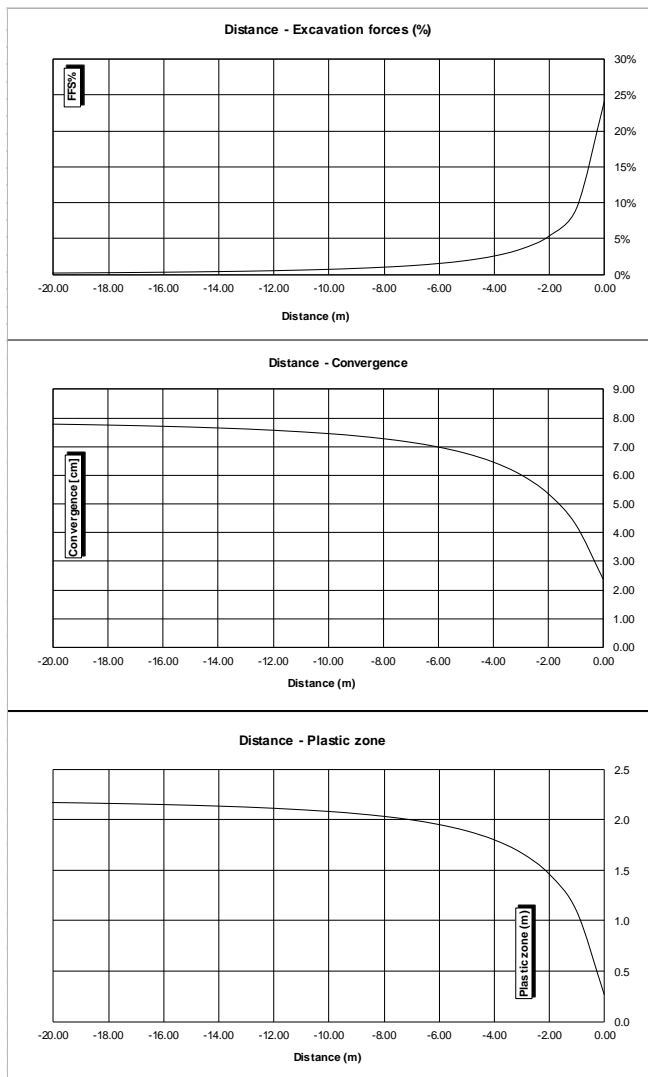 Distance - Excavation forces (%)
FFS%
30%
25%
20%
15%
10%
5%
0%
-20.00 -18.00 -16.00 -14.00 -12.00 -10.00 -8.00 -6.00 -4.00 -2.00 0.00
Distance (m)
Distance - Convergence
Convergence [cm]
9.00
8.00
7.00
6.00
5.00
4.00
3.00
2.00
1.00
0.00
-20.00 -18.00 -16.00 -14.00 -12.00 -10.00 -8.00 -6.00 -4.00 -2.00 0.00
Distance (m)
Distance - Plastic zone
Plastic zone (m)
2.5
2.0
1.5
1.0
0.5
0.0
-20.00 -18.00 -16.00 -14.00 -12.00 -10.00 -8.00 -6.00 -4.00 -2.00 0.00
Distance (m)